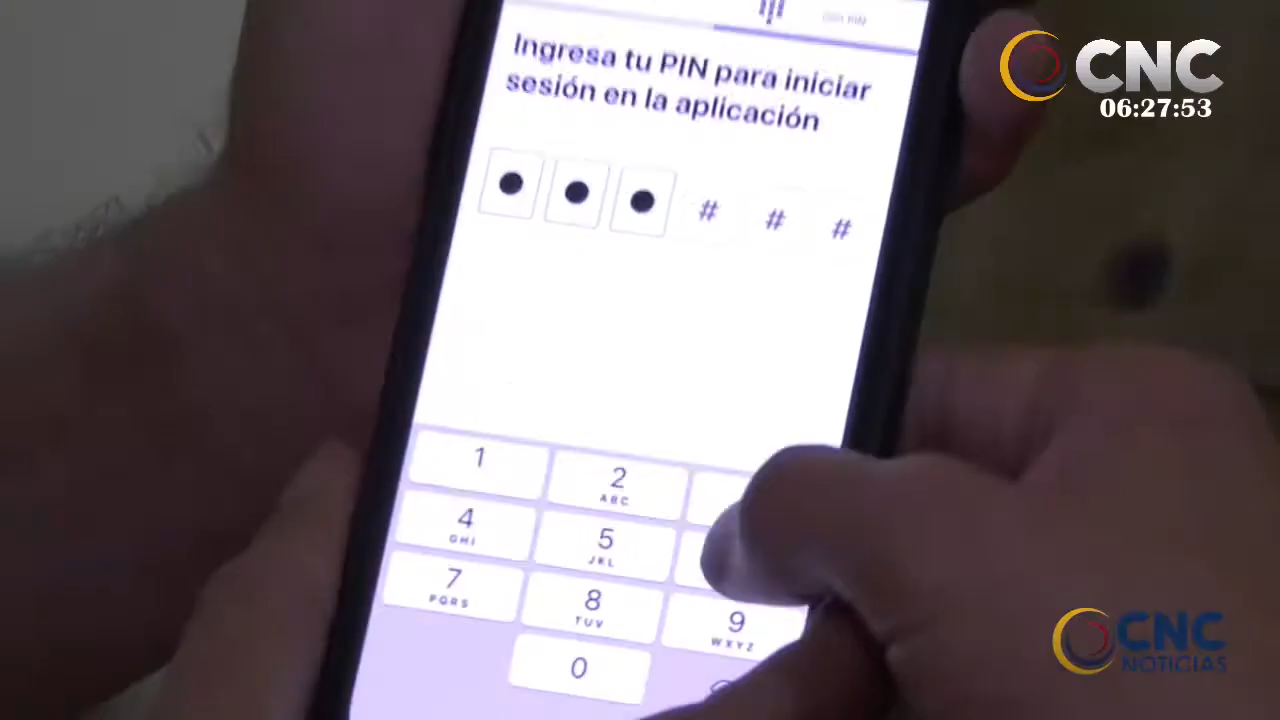 Ingresa tu PIN para iniciar
sesión en la aplicación
# # #
1
2
ABC
4
GHI
5
JKL
7
PQRS
8
TUV
9
WXYZ
0
CNC
06:27:53
CNC
NOTICIAS